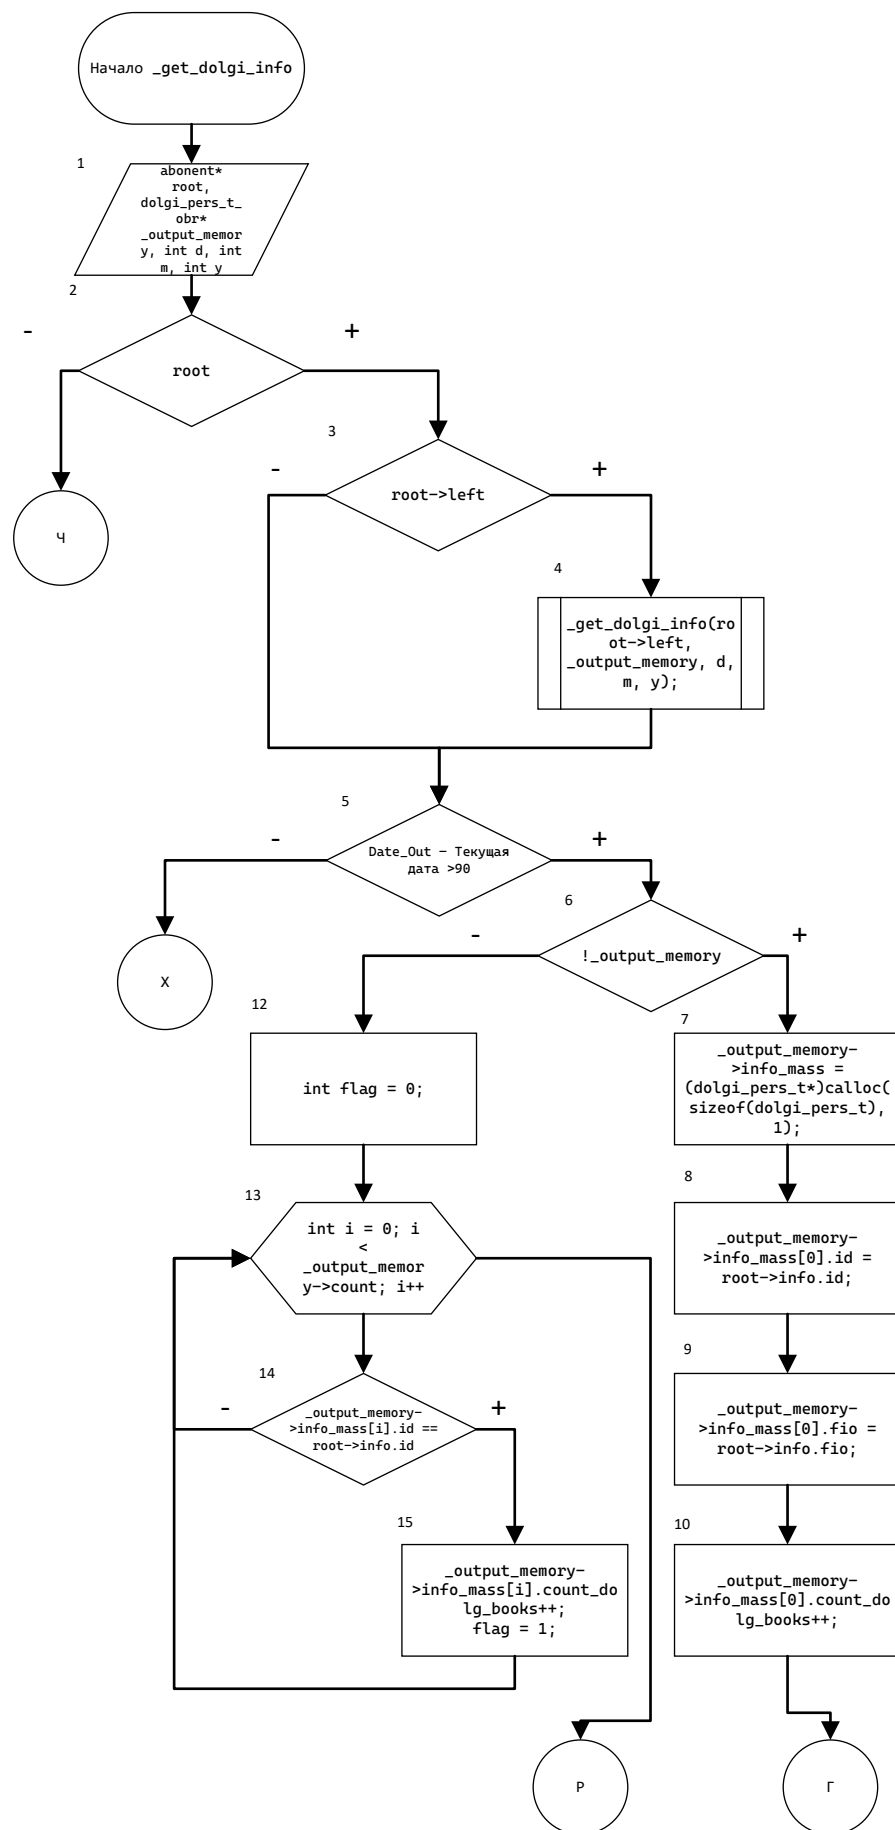 Начало _get_dolgi_info
1
abonent*
root,
dolgi_pers_t_
obr*
_output_memor
y, int d, int
m, int y
2
-
+
root
3
-
+
root->left
Ч
4
_get_dolgi_info(ro
ot->left,
_output_memory, d,
m, y);
5
-
+
Date_Out – Текущая
дата >90
6
-
+
!_output_memory
Х
12
7
int flag = 0;
_output_memory-
>info_mass =
(dolgi_pers_t*)calloc(
sizeof(dolgi_pers_t),
1);
13
8
int i = 0; i
<
_output_memor
y->count; i++
_output_memory-
>info_mass[0].id =
root->info.id;
14
9
-
+
_output_memory-
>info_mass[i].id ==
root->info.id
_output_memory-
>info_mass[0].fio =
root->info.fio;
15
10
_output_memory-
>info_mass[i].count_do
lg_books++;
flag = 1;
_output_memory-
>info_mass[0].count_do
lg_books++;
Р
Г